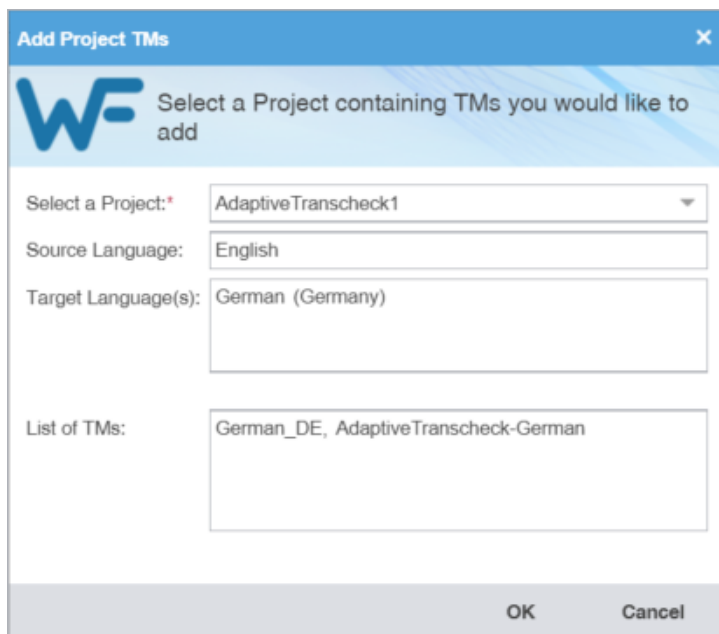 Add Project TMs
WF
Select a Project containing TMs you would like to
add
Select a Project:* AdaptiveTranscheck1
Source Language: English
Target Language(s): German (Germany)
List of TMs: German_DE, AdaptiveTranscheck-German
OK Cancel